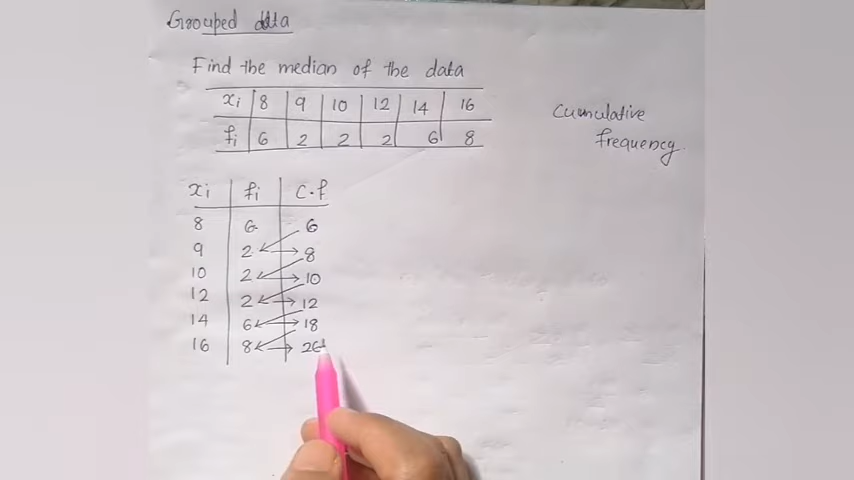 Grouped data
Find the median of the data
xi 8 9 10 12 14 16
fi 6 2 2 2 6 8
Cumulative
frequency.
xi fi c.f
8 6 6
9 2 8
10 2 10
12 2 12
14 6 18
16 8 26